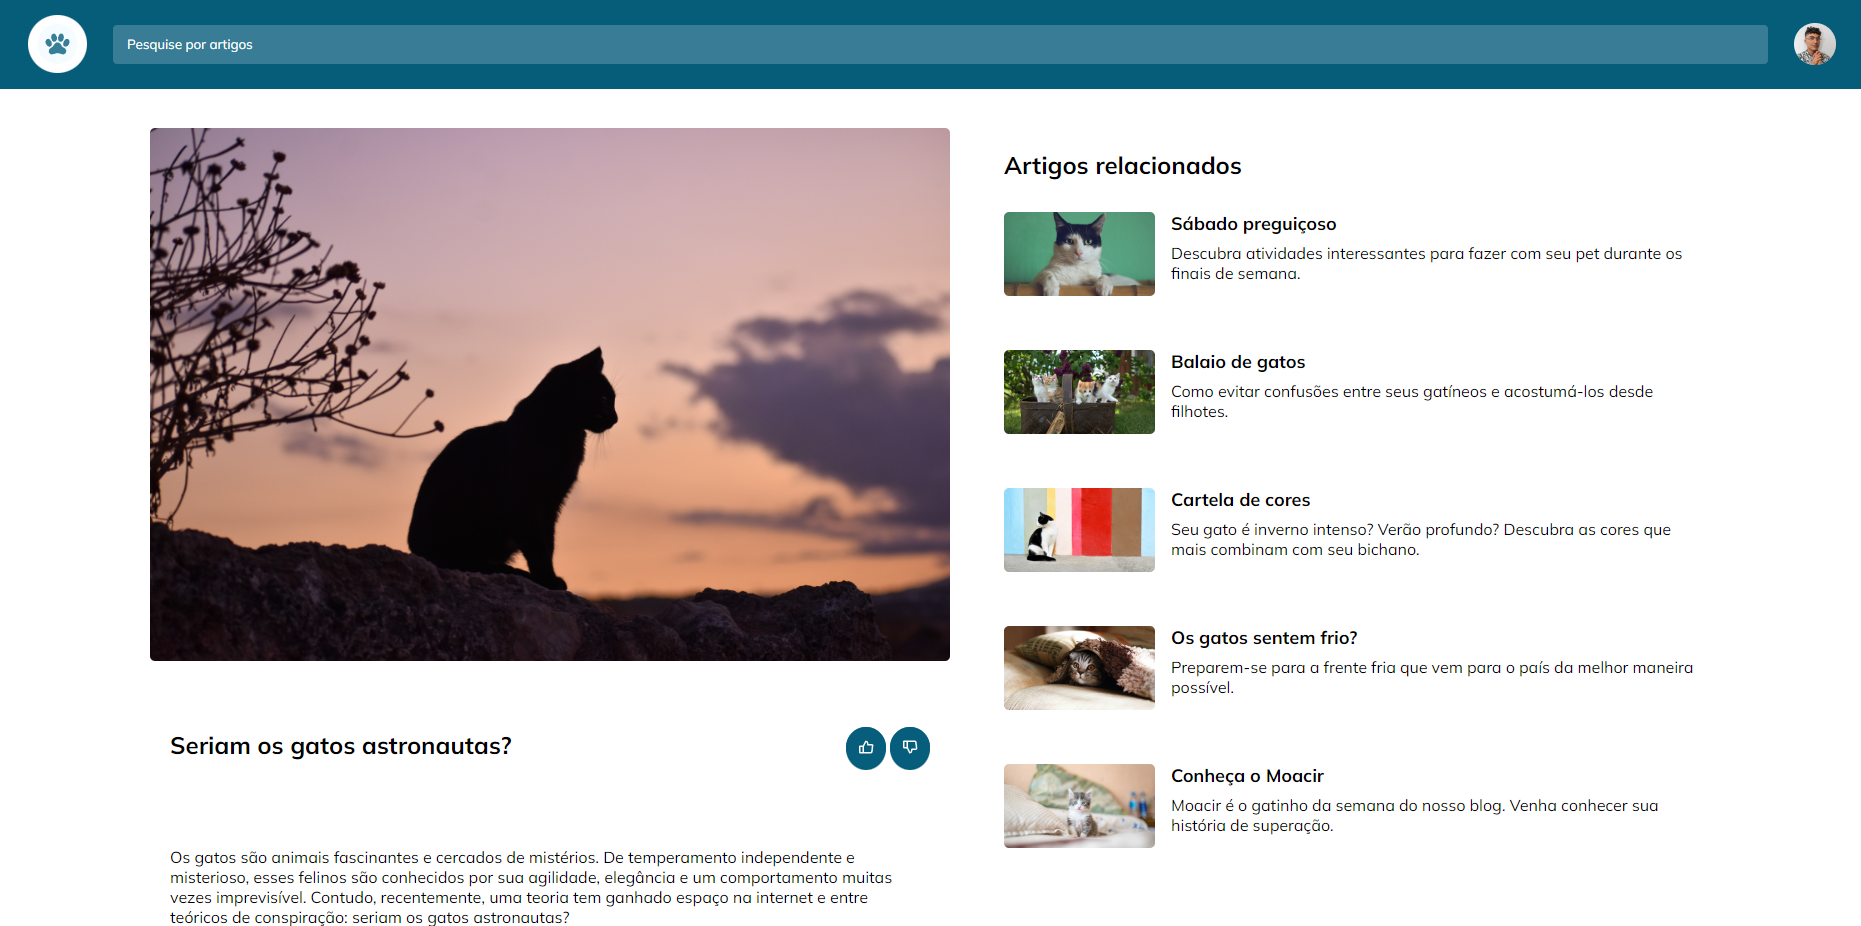 Pesquise por artigos
Artigos relacionados
Sábado preguiçoso
Descubra atividades interessantes para fazer com seu pet durante os
finais de semana.
Balaio de gatos
Como evitar confusões entre seus gatíneos e acostumá-los desde
filhotes.
Cartela de cores
Seu gato é inverno intenso? Verão profundo? Descubra as cores que
mais combinam com seu bichano.
Os gatos sentem frio?
Preparem-se para a frente fria que vem para o país da melhor maneira
possível.
Conheça o Moacir
Moacir é o gatinho da semana do nosso blog. Venha conhecer sua
história de superação.
Seriam os gatos astronautas?
Os gatos são animais fascinantes e cercados de mistérios. De temperamento independente e
misterioso, esses felinos são conhecidos por sua agilidade, elegância e um comportamento muitas
vezes imprevisível. Contudo, recentemente, uma teoria tem ganhado espaço na internet e entre
teóricos de conspiração: seriam os gatos astronautas?